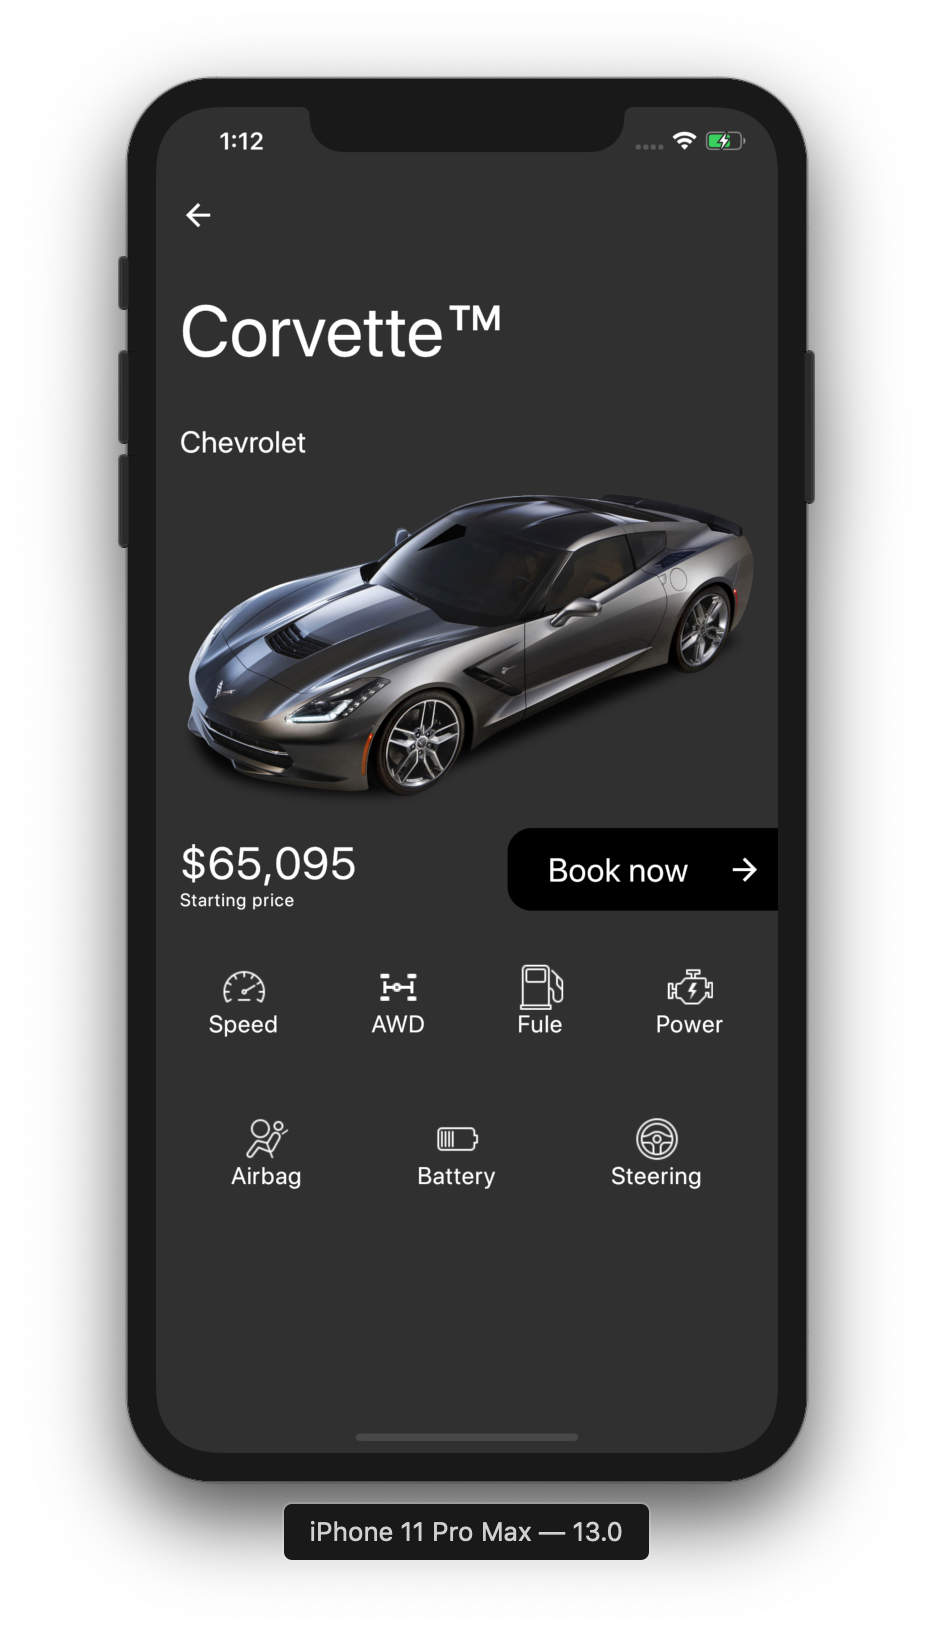 1:12
Corvette™
Chevrolet
$65,095
Starting price
Book now
Speed AWD Fule Power
Airbag Battery Steering
iPhone 11 Pro Max — 13.0